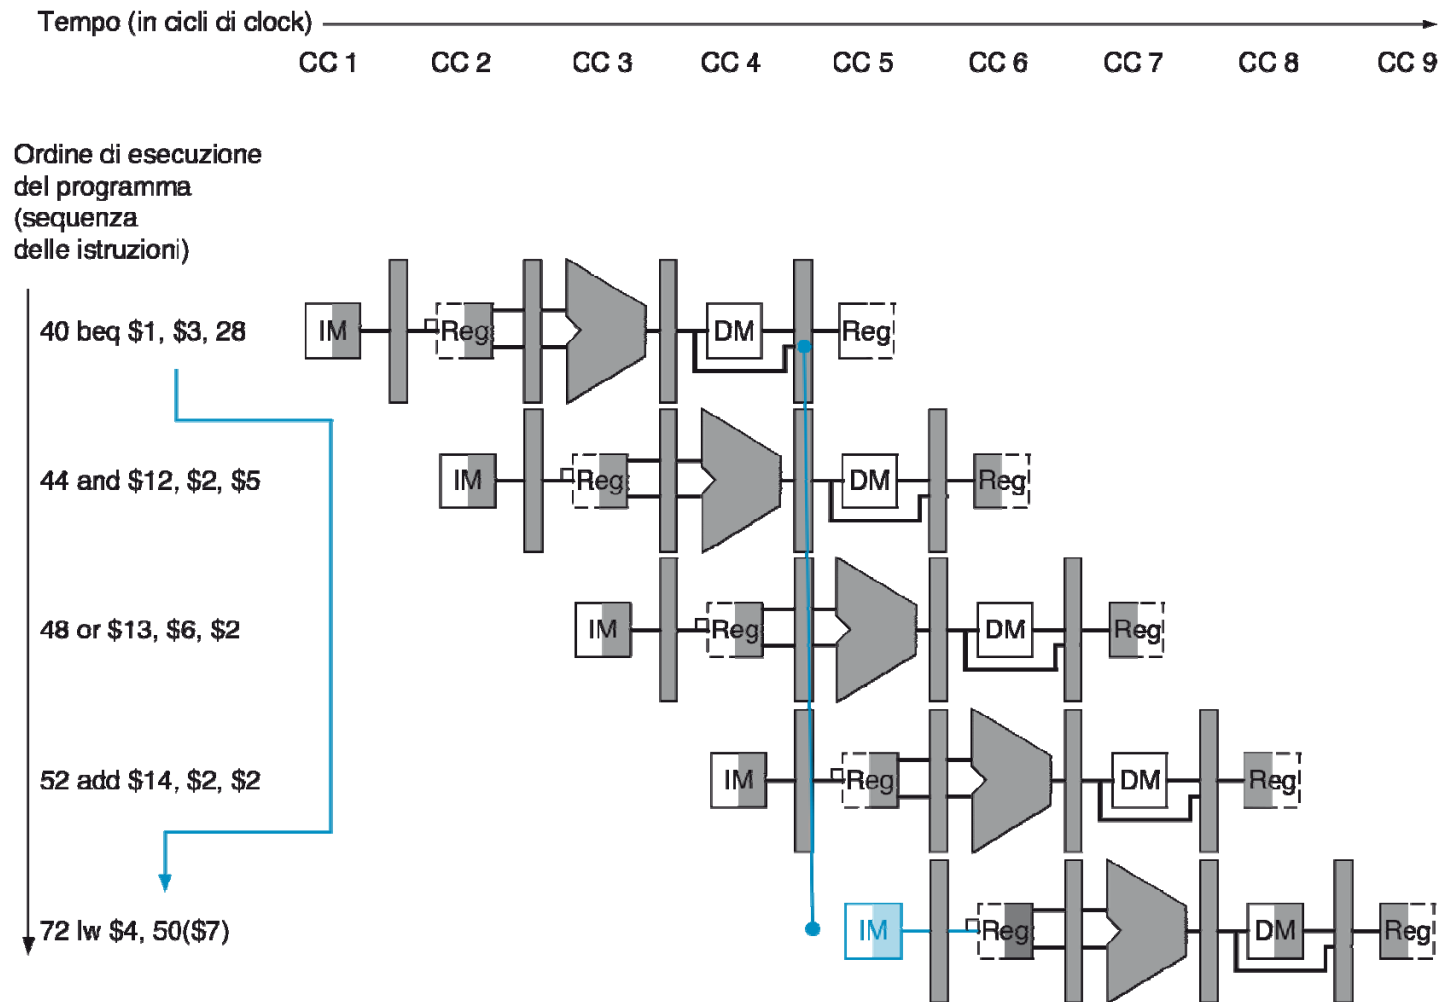 Tempo (in cicli di clock)
CC 1 CC 2 CC 3 CC 4 CC 5 CC 6 CC 7 CC 8 CC 9
Ordine di esecuzione
del programma
(sequenza
delle istruzioni)
40 beq $1, $3, 28 IM Reg DM Reg
44 and $12, $2, $5 IM Reg DM Reg
48 or $13, $6, $2 IM Reg DM Reg
52 add $14, $2, $2 IM Reg DM Reg
72 lw $4, 50($7) IM Reg DM Reg